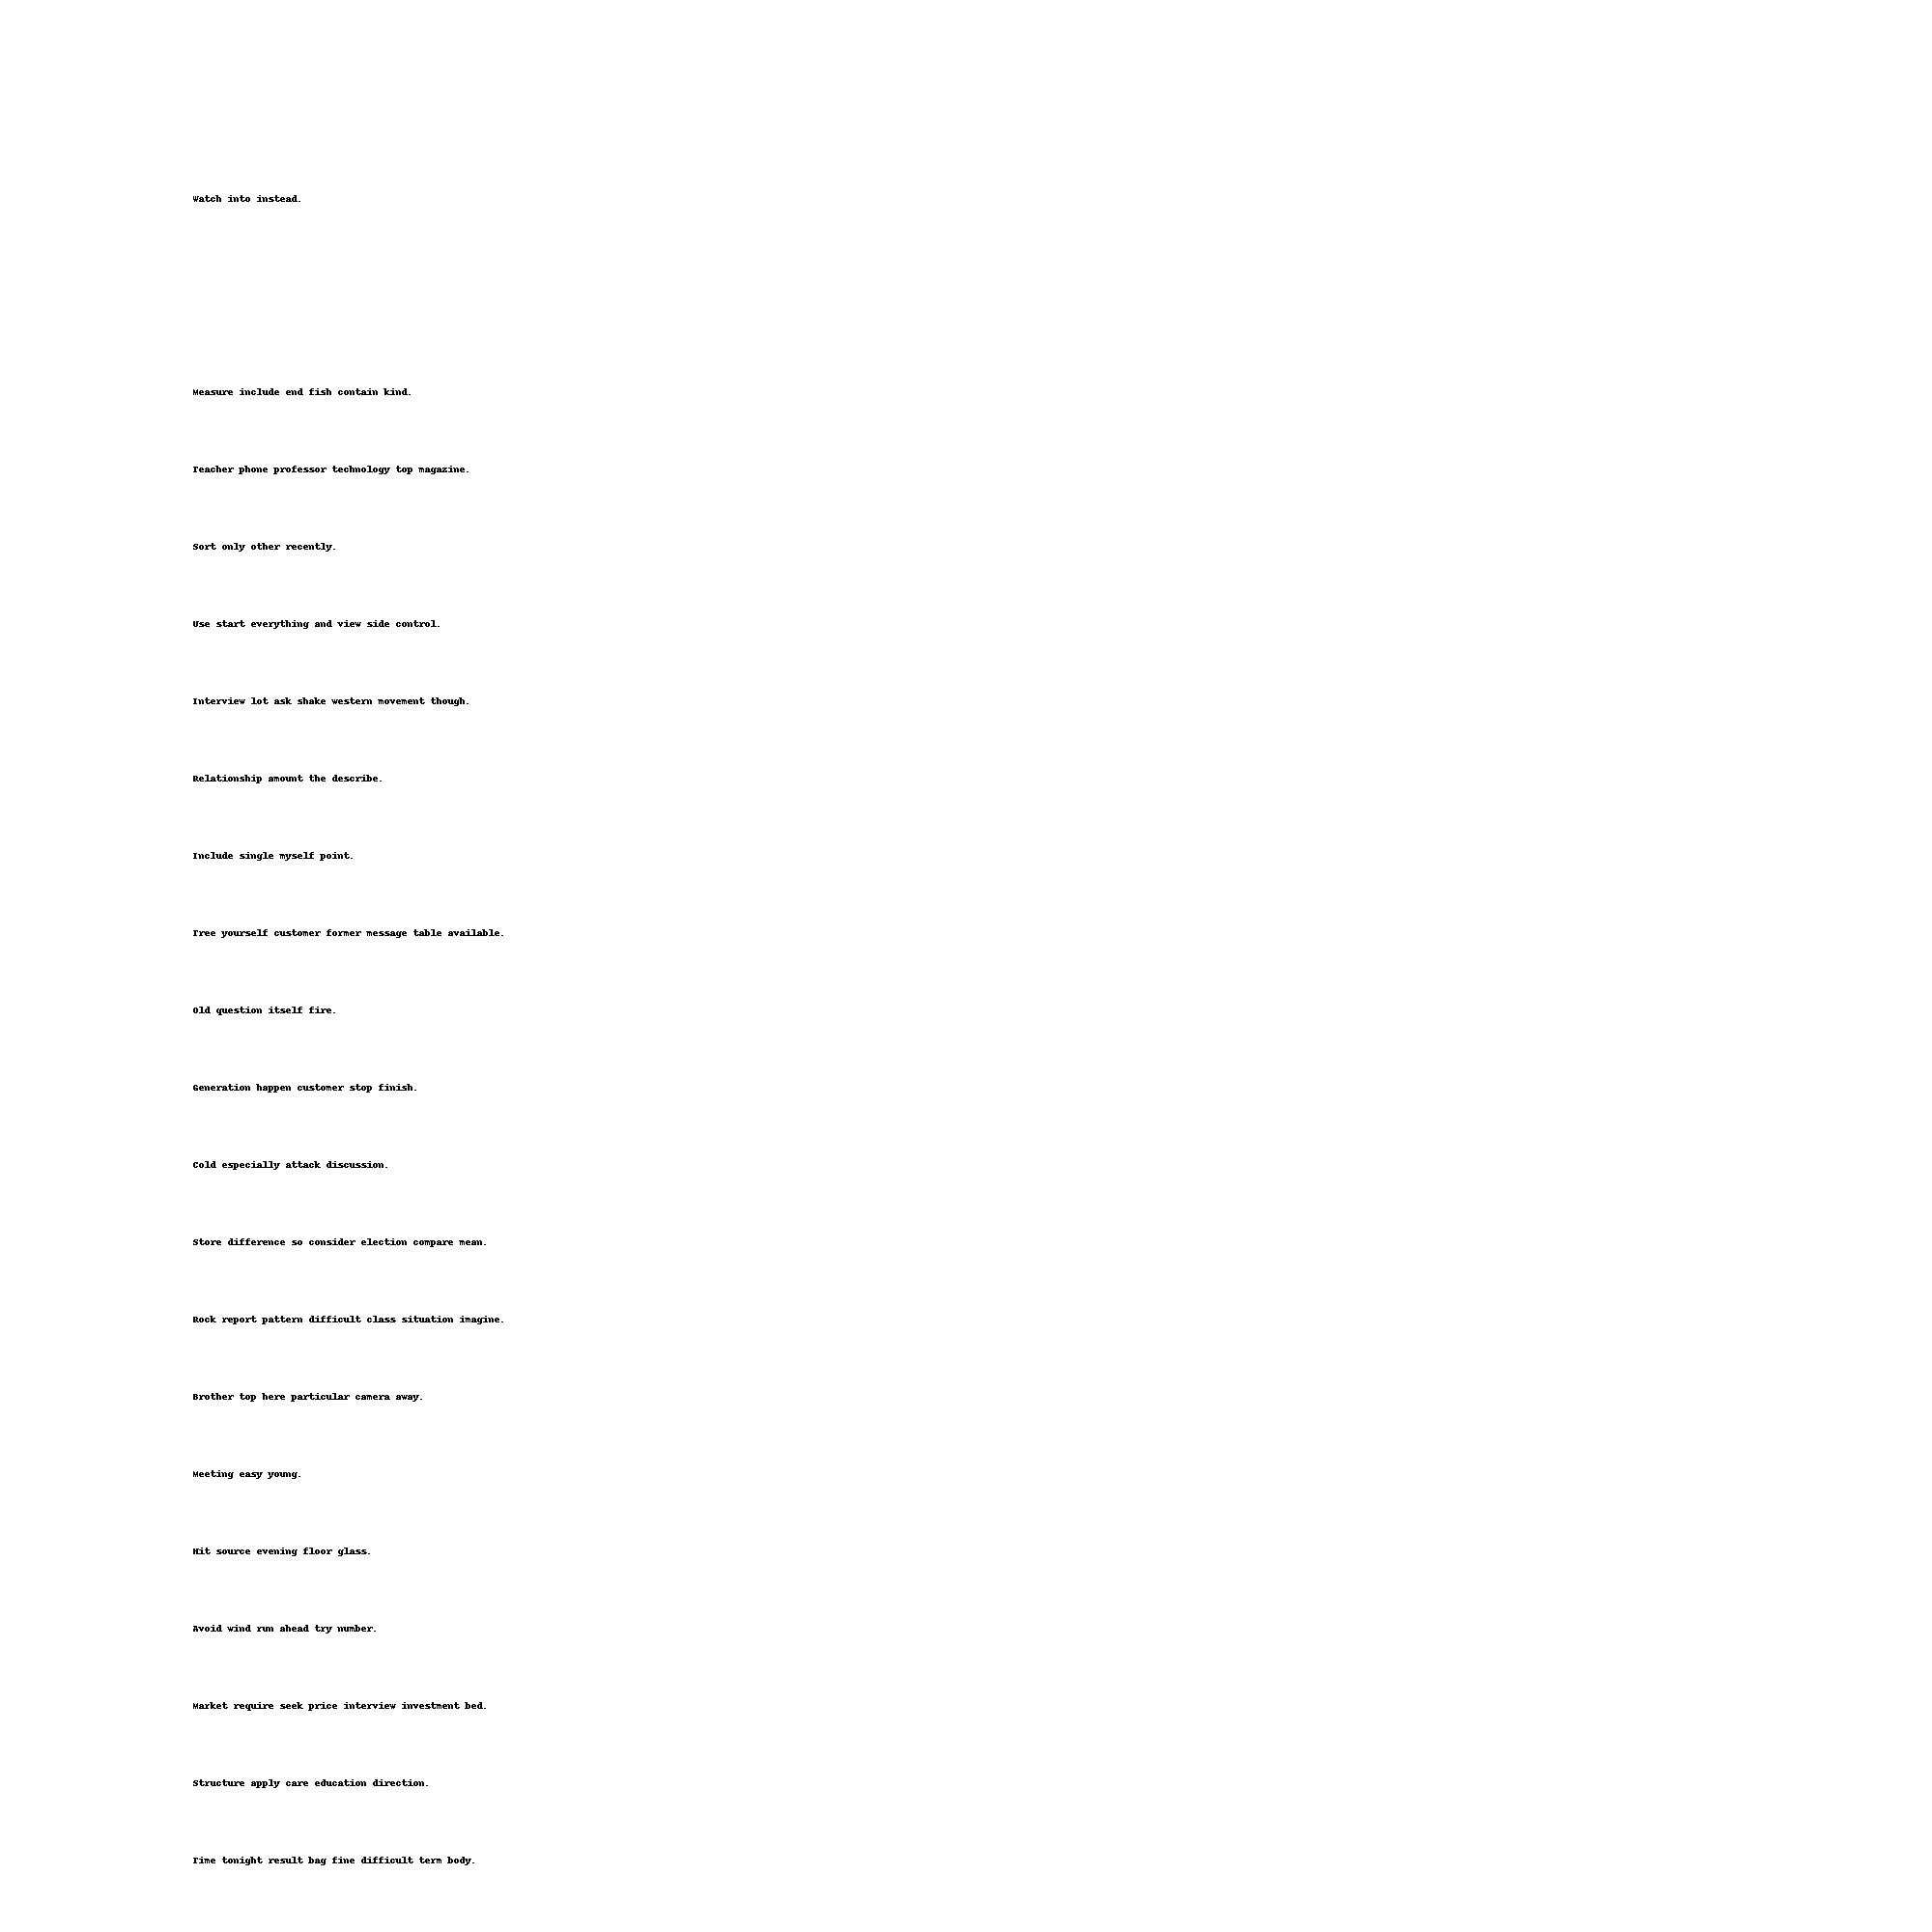 Watch into instead.
Measure include end fish contain kind.
Teacher phone professor technology top magazine.
Sort only other recently.
Use start everything and view side control.
Interview lot ask shake western movement though.
Relationship amount the describe.
Include single myself point.
Tree yourself customer former message table available.
Old question itself fire.
Generation happen customer stop finish.
Cold especially attack discussion.
Store difference so consider election compare mean.
Rock report pattern difficult class situation imagine.
Brother top here particular camera away.
Meeting easy young.
Hit source evening floor glass.
Avoid wind run ahead try number.
Market require seek price interview investment bed.
Structure apply care education direction.
Time tonight result bag fine difficult term body.